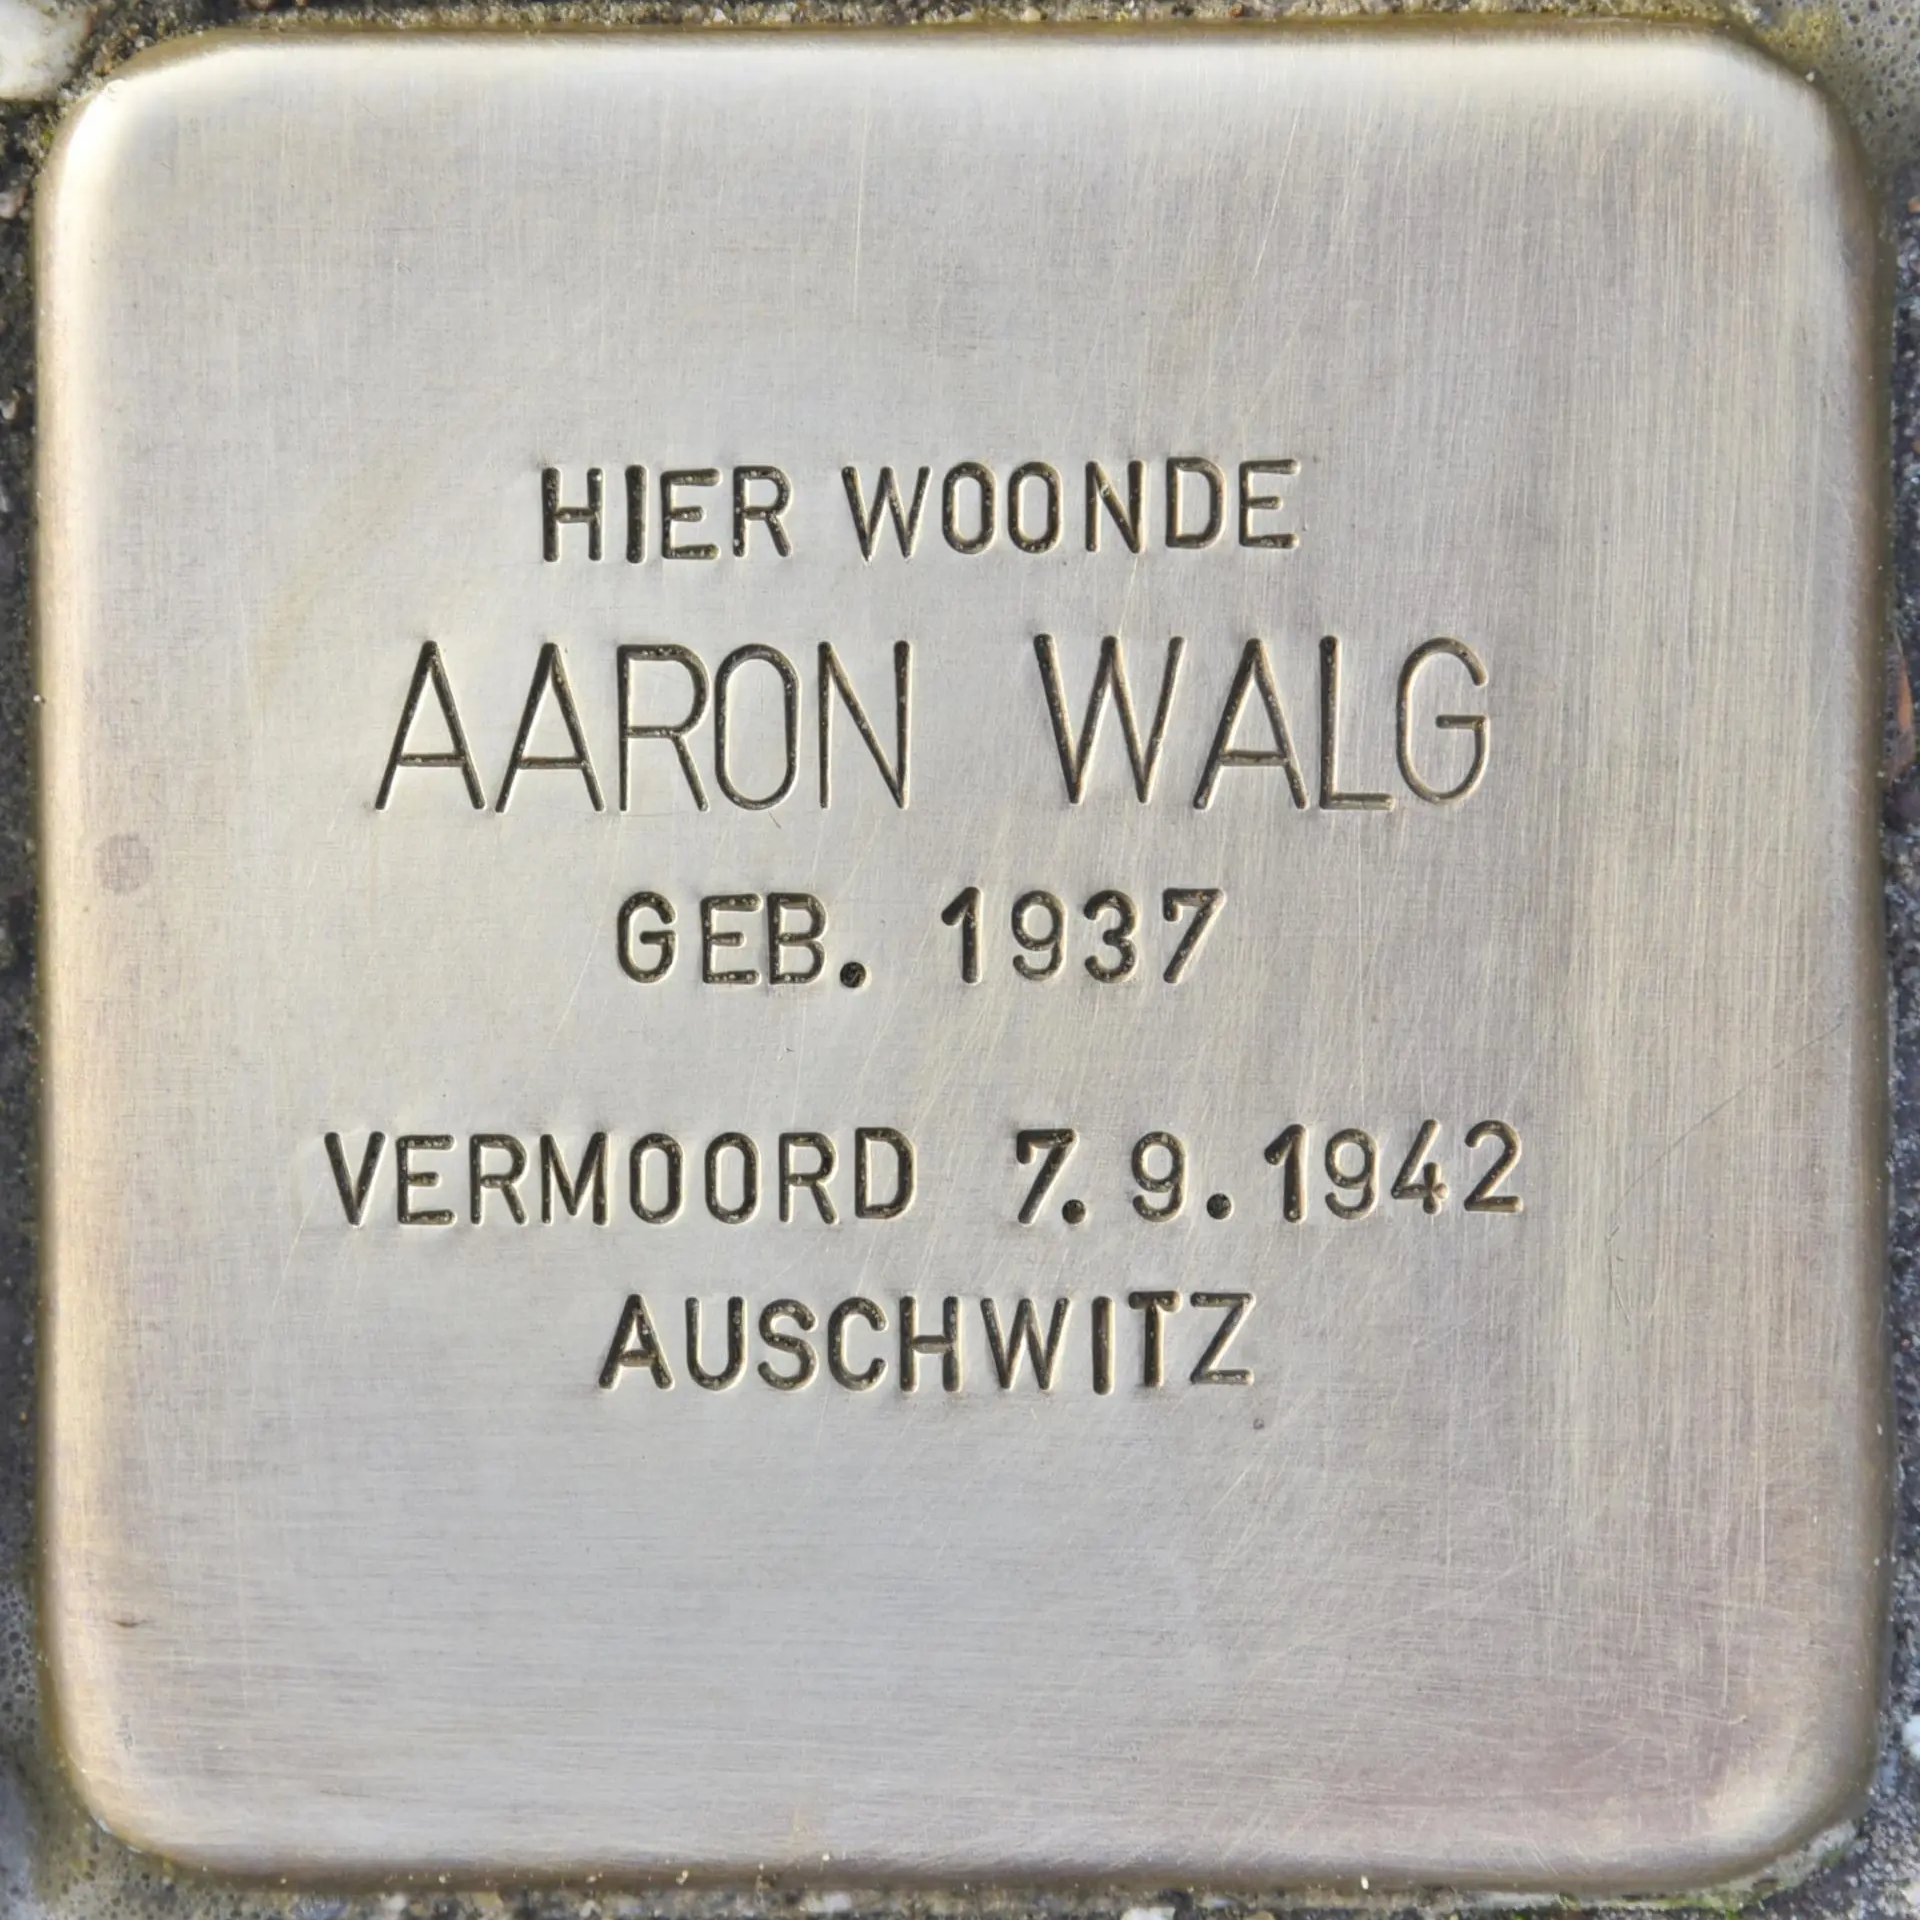 HIER WOONDE
AARON WALG
GEB. 1937
VERMOORD 7.9.1942
AUSCHWITZ